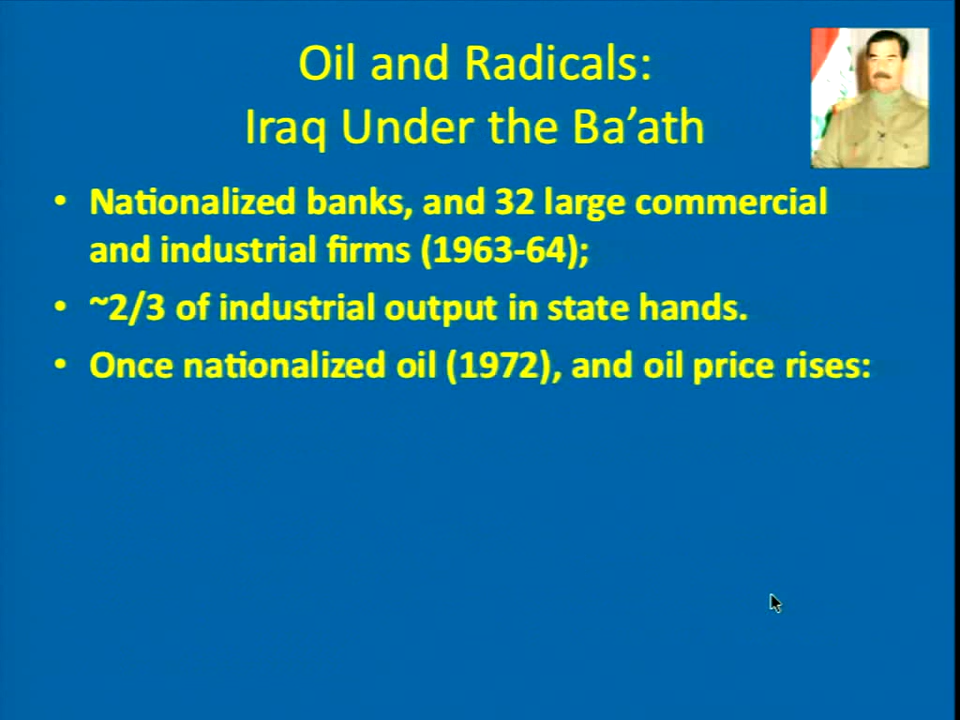 Oil and Radicals:
Iraq Under the Ba’ath
• Nationalized banks, and 32 large commercial
and industrial firms (1963-64);
• ~2/3 of industrial output in state hands.
• Once nationalized oil (1972), and oil price rises: